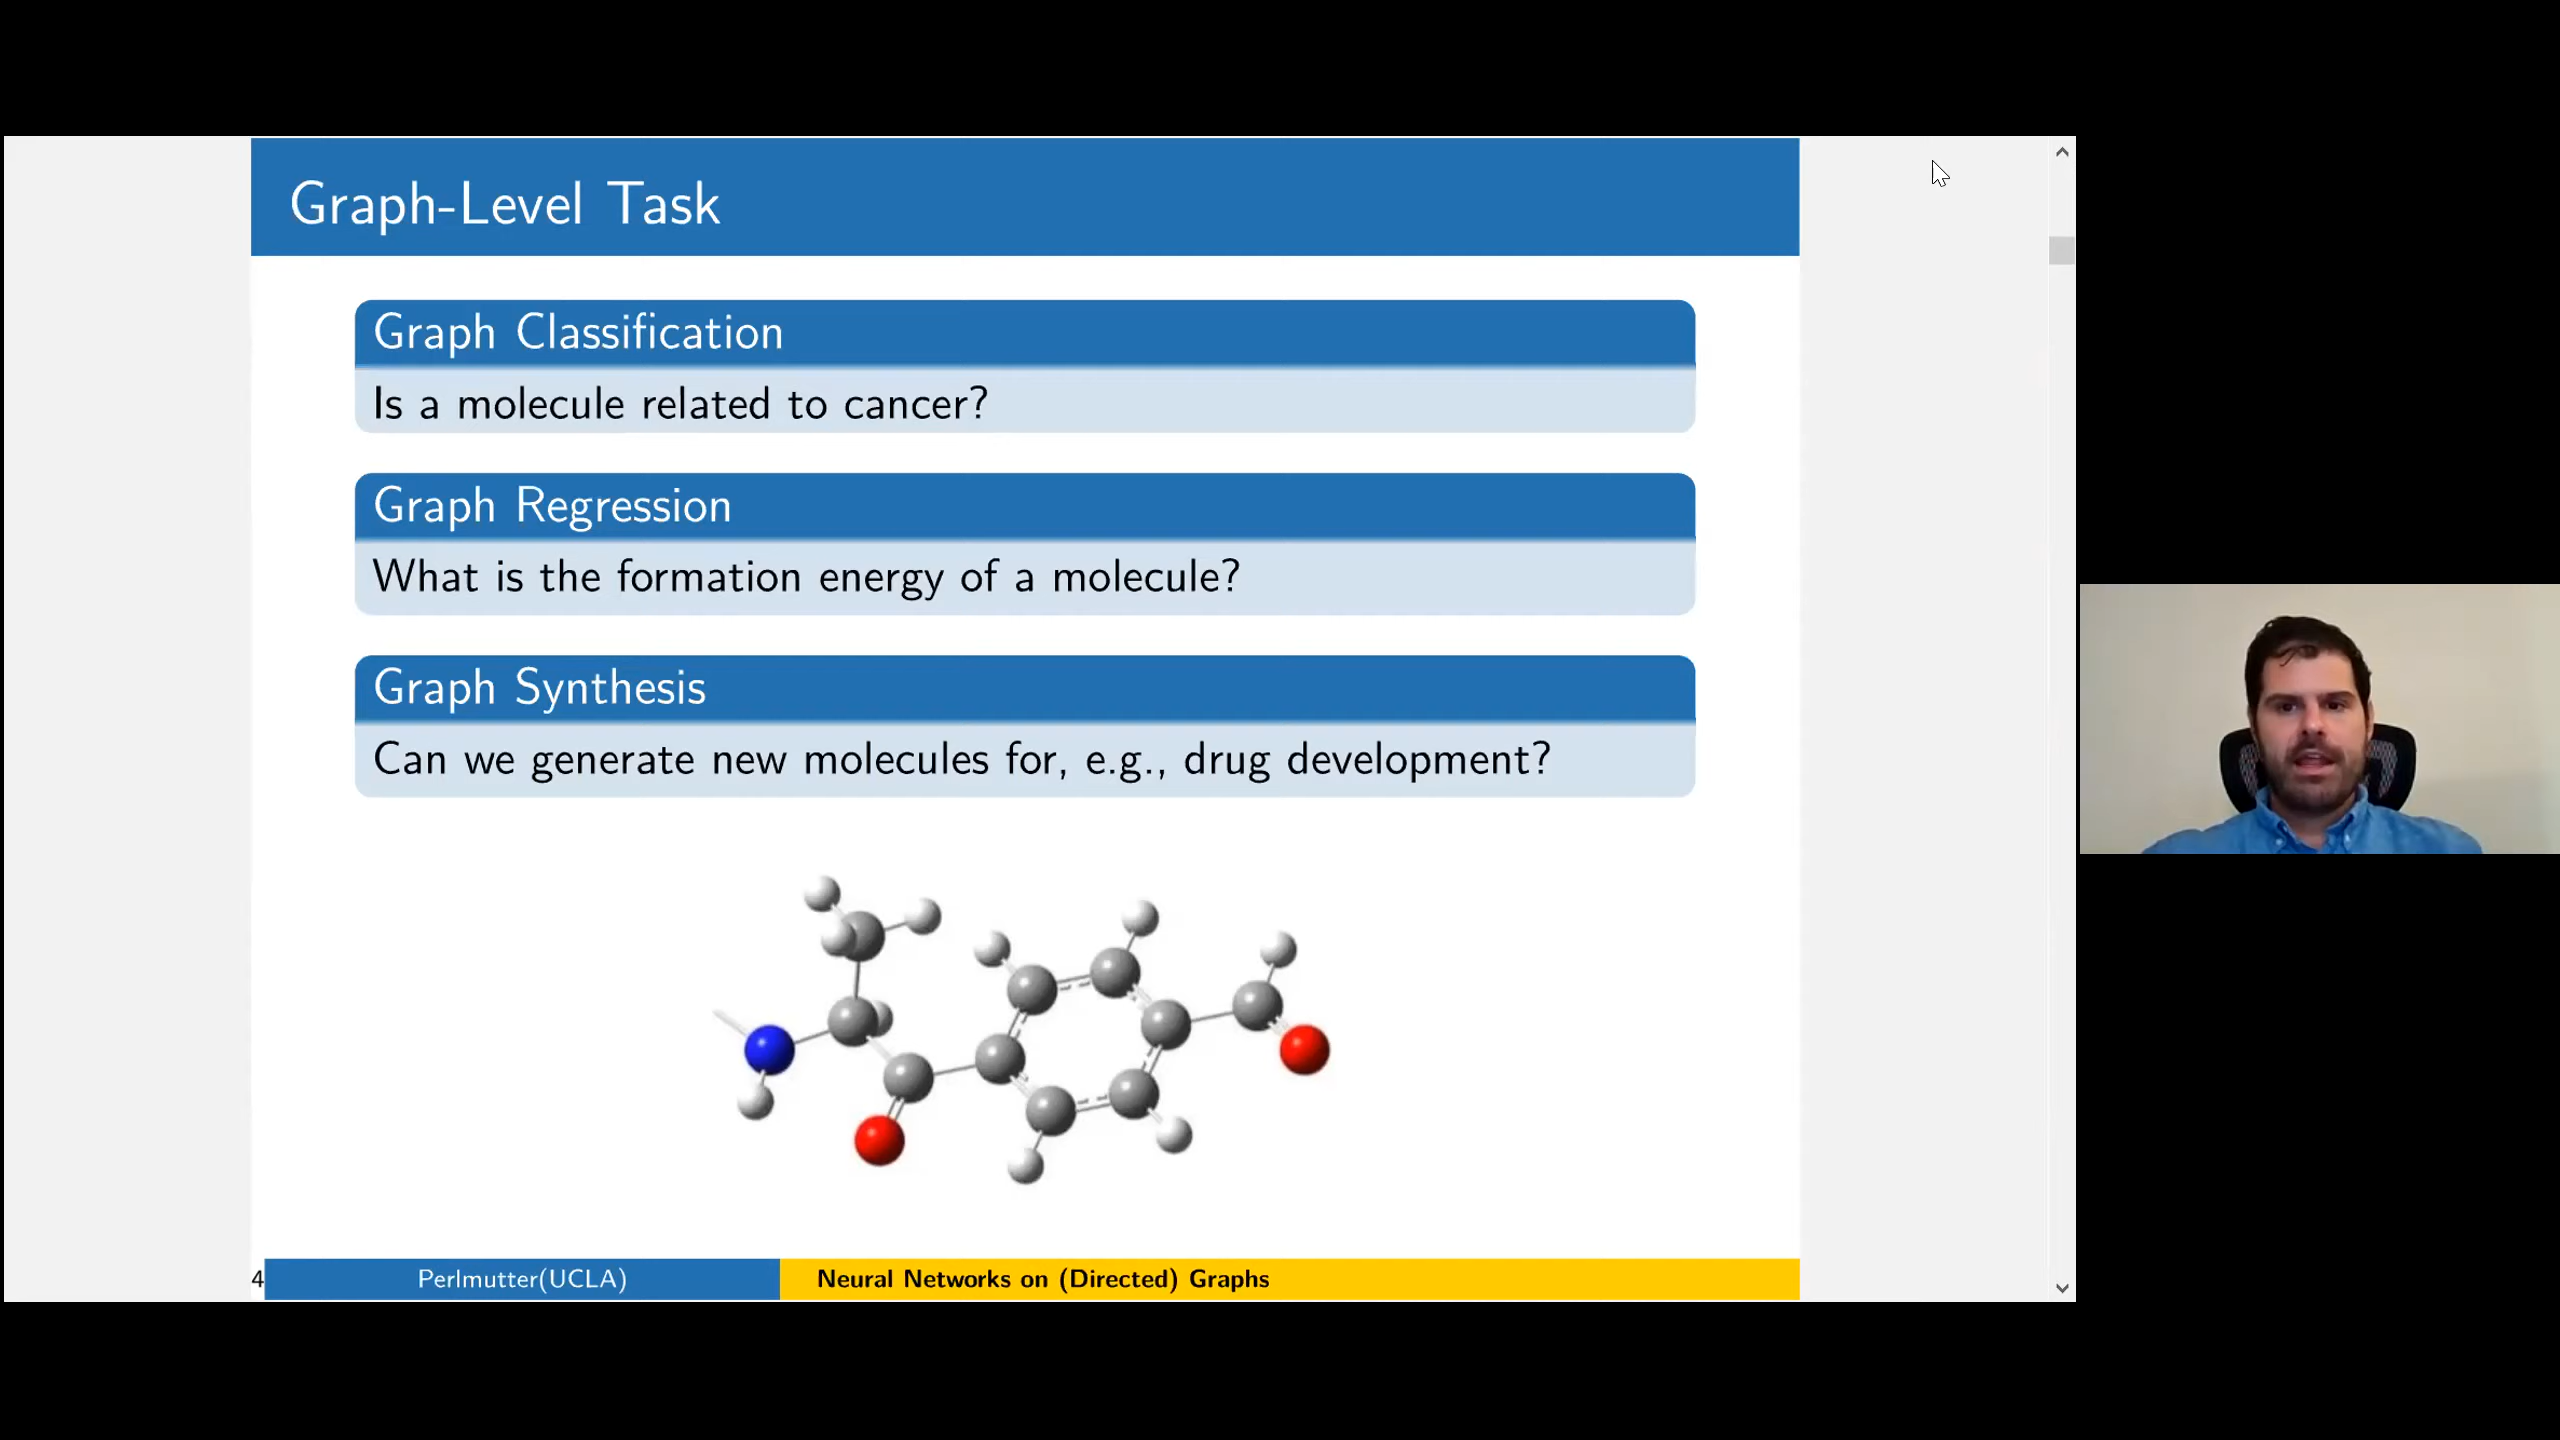 Graph-Level Task
Graph Classification
Is a molecule related to cancer?
Graph Regression
What is the formation energy of a molecule?
Graph Synthesis
Can we generate new molecules for, e.g., drug development?
4
Perlmutter(UCLA)
Neural Networks on (Directed) Graphs